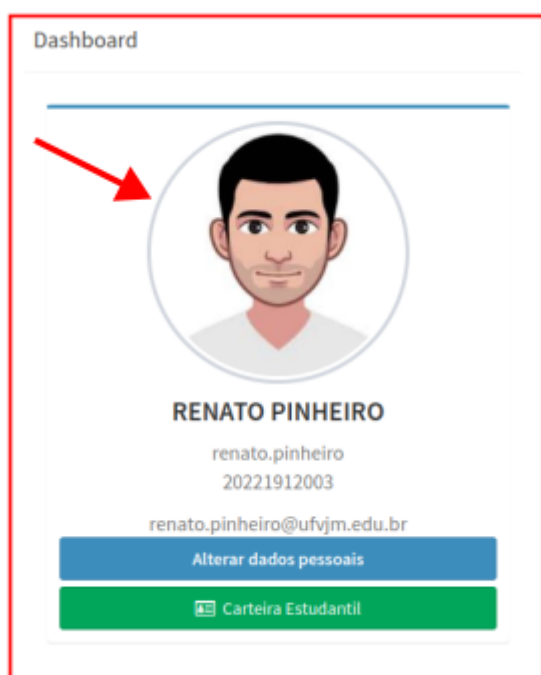 Dashboard
RENATO PINHEIRO
renato.pinheiro
20221912003
renato.pinheiro@ufvjm.edu.br
Alterar dados pessoais
Carteira Estudantil